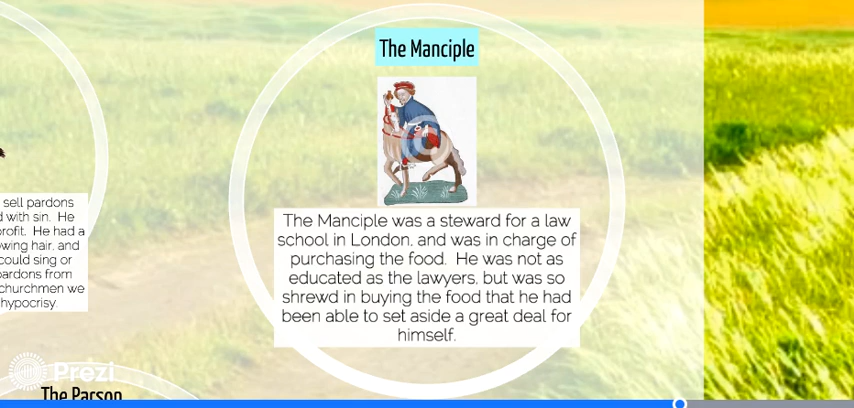 The Manciple
The Manciple was a steward for a law
school in London, and was in charge of
purchasing the food. He was not as
educated as the lawyers, but was so
shrewd in buying the food that he had
been able to set aside a great deal for
himself.
sell pardons
with sin. He
He had a
hair, and
could sing or
pardons from
churchmen we
hypocrisy.
Prezi
The Parson